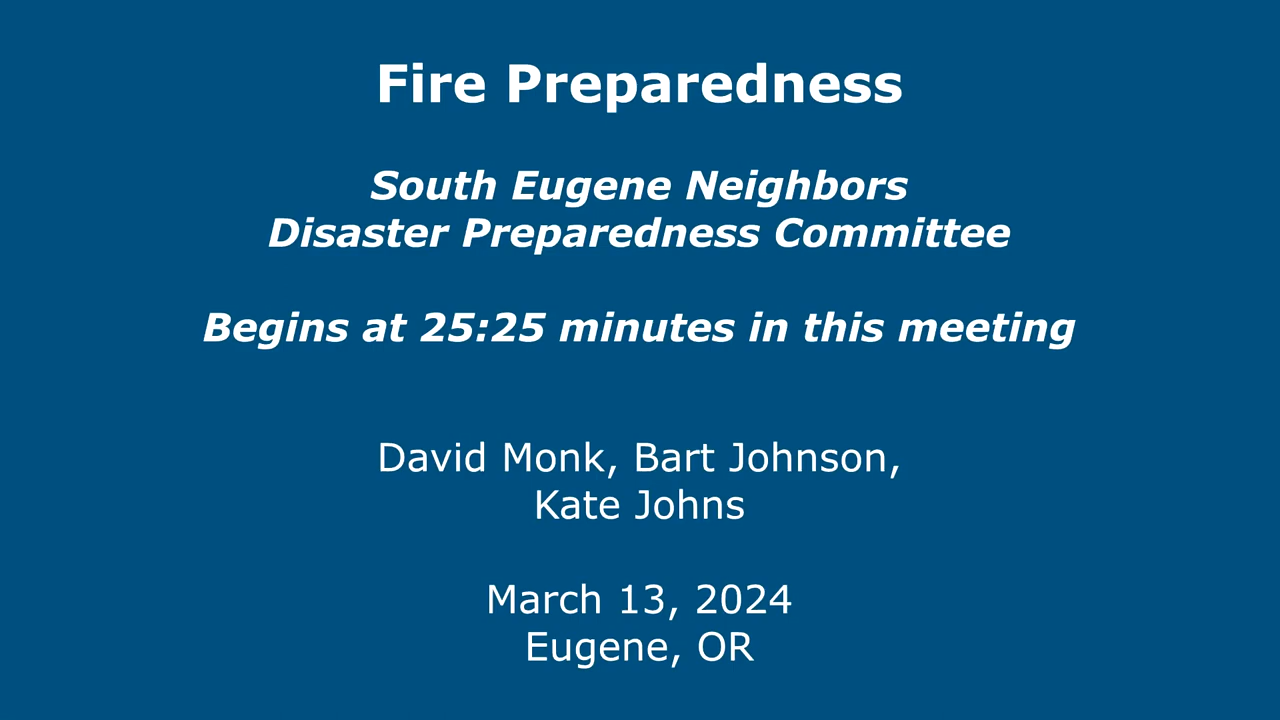 Fire Preparedness
South Eugene Neighbors
Disaster Preparedness Committee
Begins at 25:25 minutes in this meeting
David Monk, Bart Johnson,
Kate Johns
March 13, 2024
Eugene, OR